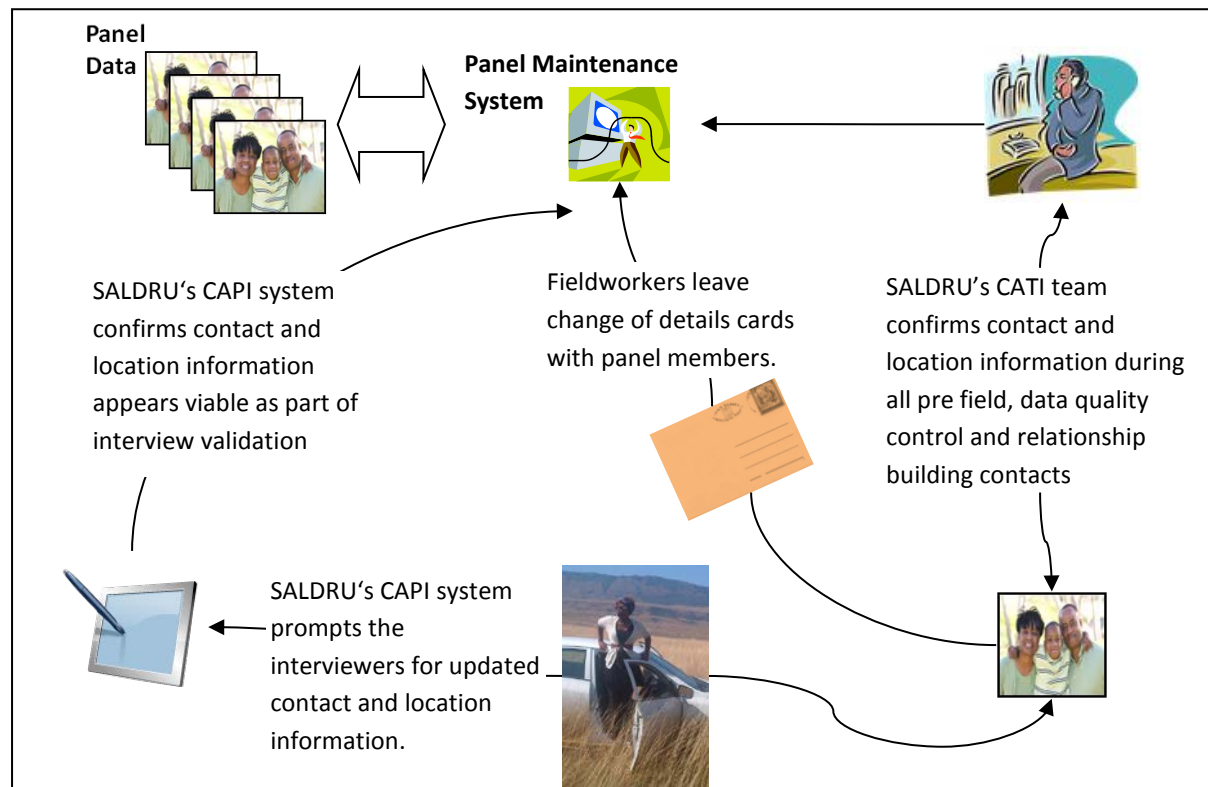 Panel
Data
Panel Maintenance
System
SALDRU‘s CAPI system
confirms contact and
location information
appears viable as part of
interview validation
Fieldworkers leave
change of details cards
with panel members.
SALDRU’s CATI team
confirms contact and
location information during
all pre field, data quality
control and relationship
building contacts
SALDRU‘s CAPI system
prompts the
interviewers for updated
contact and location
information.